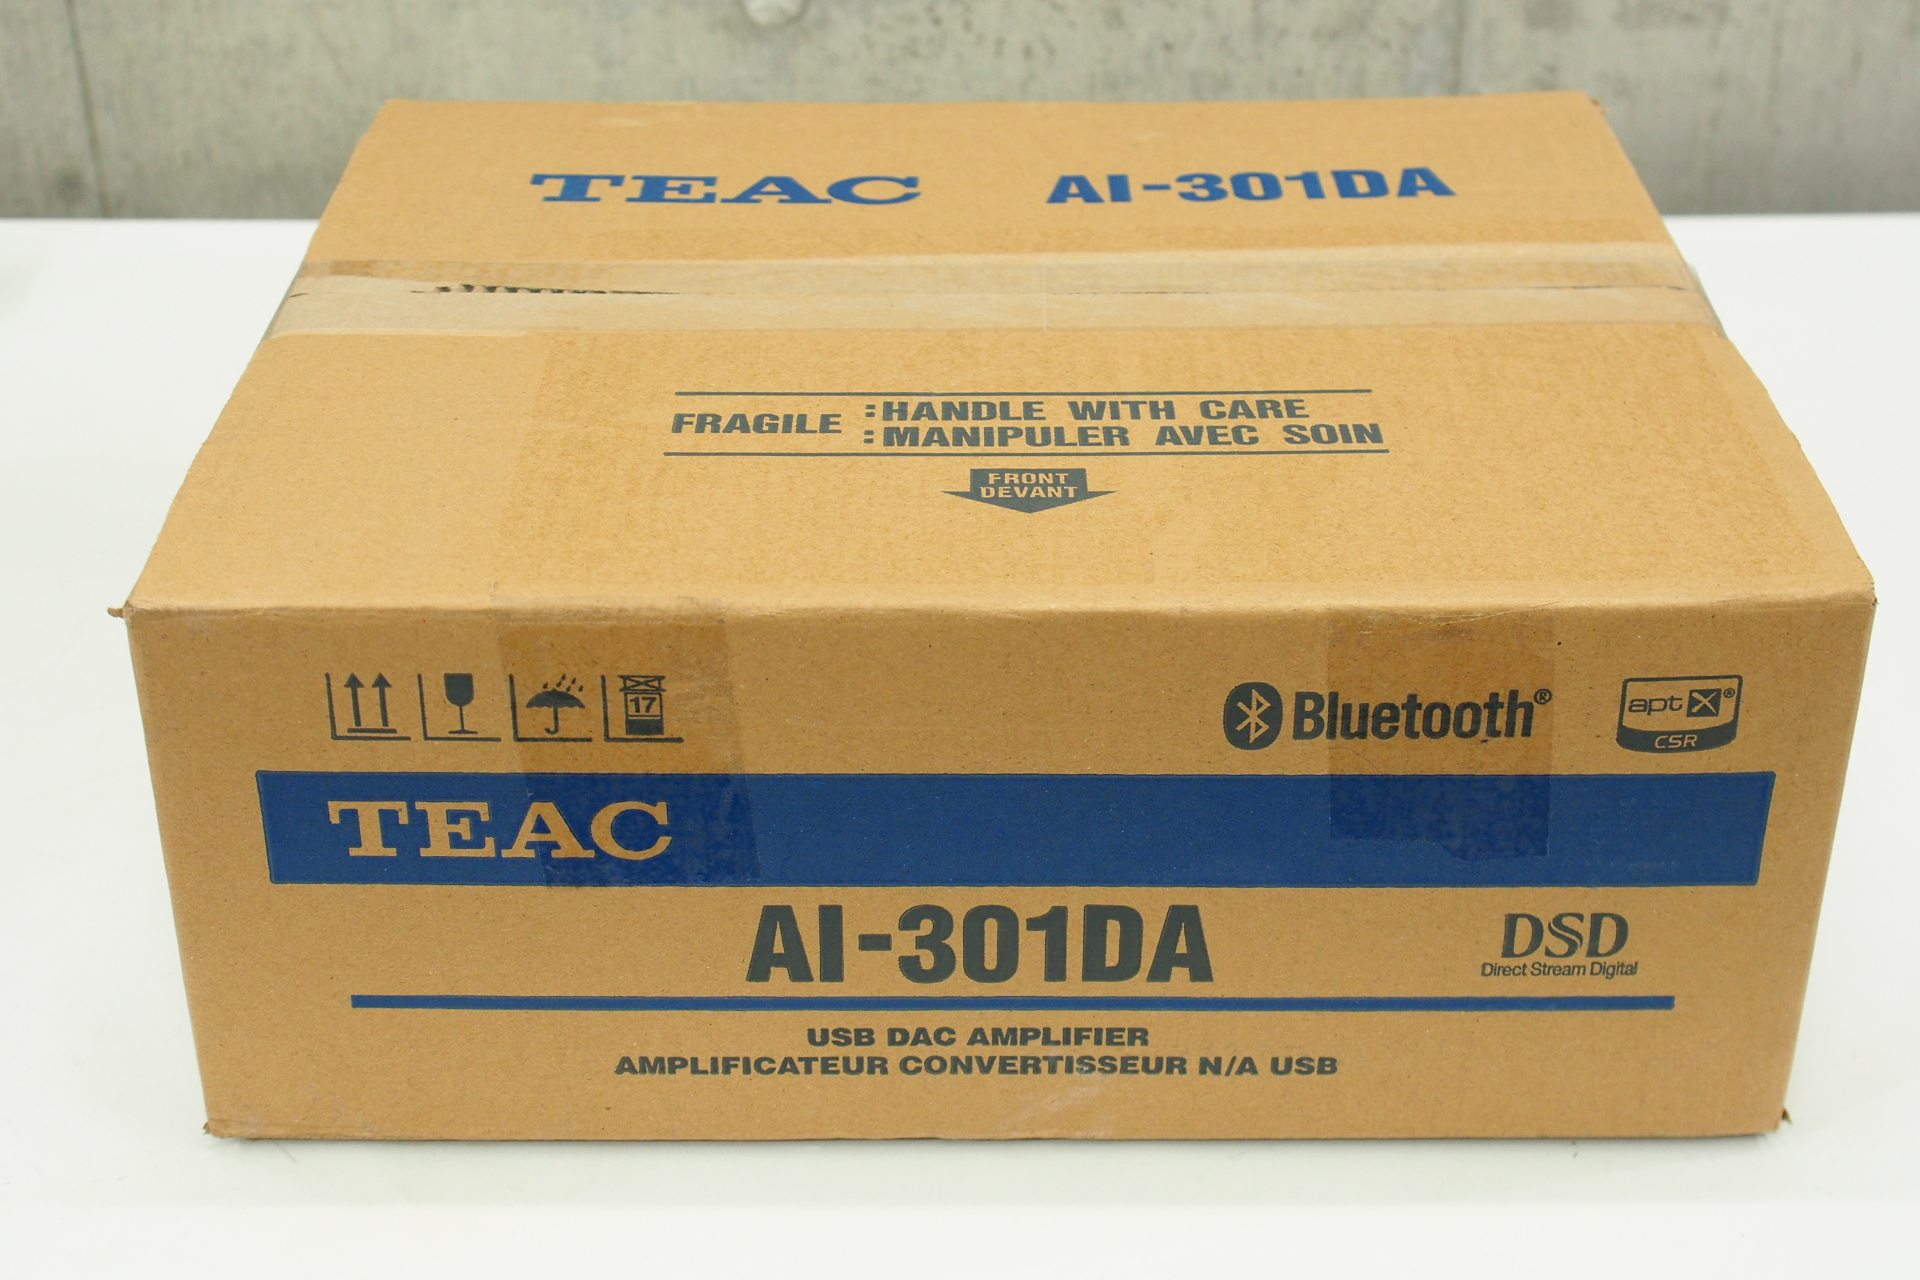 TEAC AI-301DA
FRAGILE :HANDLE WITH CARE
:MANIPULER AVEC SOIN
FRONT
DEVANT
17
Bluetooth®
aptX®
CSR
TEAC
AI-301DA
DSD
Direct Stream Digital
USB DAC AMPLIFIER
AMPLIFICATEUR CONVERTISSEUR N/A USB